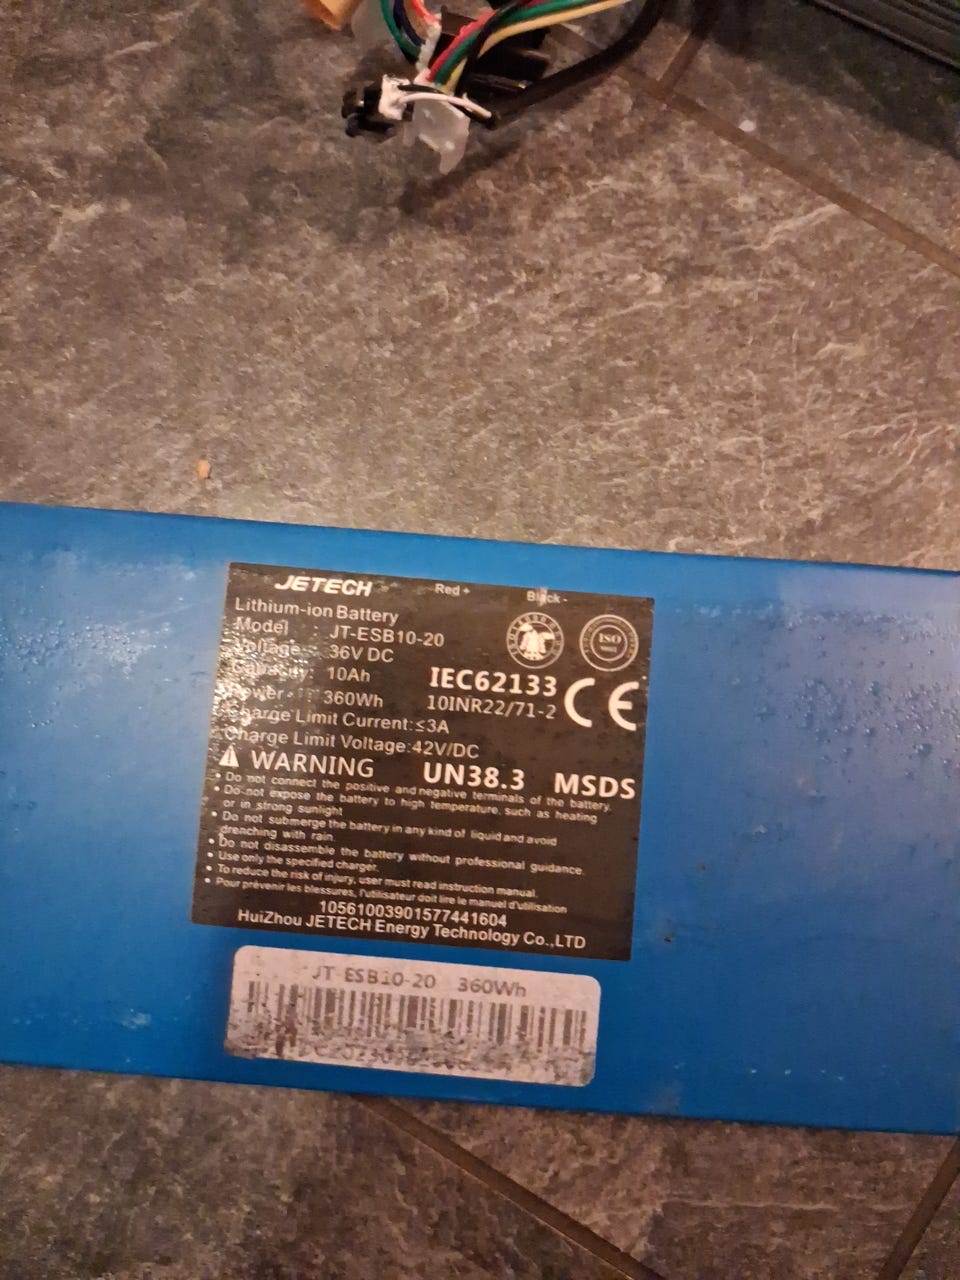 JETECH Red + Black -
Lithium-ion Battery
Model : JT-ESB10-20
Voltage : 36V DC
Capacity: 10Ah
IEC62133
Power : 360Wh
10INR22/71-2
CE
ISO
Charge Limit Current:≤3A
Charge Limit Voltage:42V/DC
WARNING UN38.3 MSDS
• Do not connect the positive and negative terminals of the battery.
• Do not expose the battery to high temperature, such as heating
or in strong sunlight
• Do not submerge the battery in any kind of liquid and avoid
drenching with rain.
• Do not disassemble the battery without professional guidance.
• Use only the specified charger.
• To reduce the risk of injury, user must read instruction manual.
• Pour prévenir les blessures, l'utilisateur doit lire le manuel d'utilisation
10561003901577441604
HuiZhou JETECH Energy Technology Co.,LTD
JT-ESB10-20 360Wh